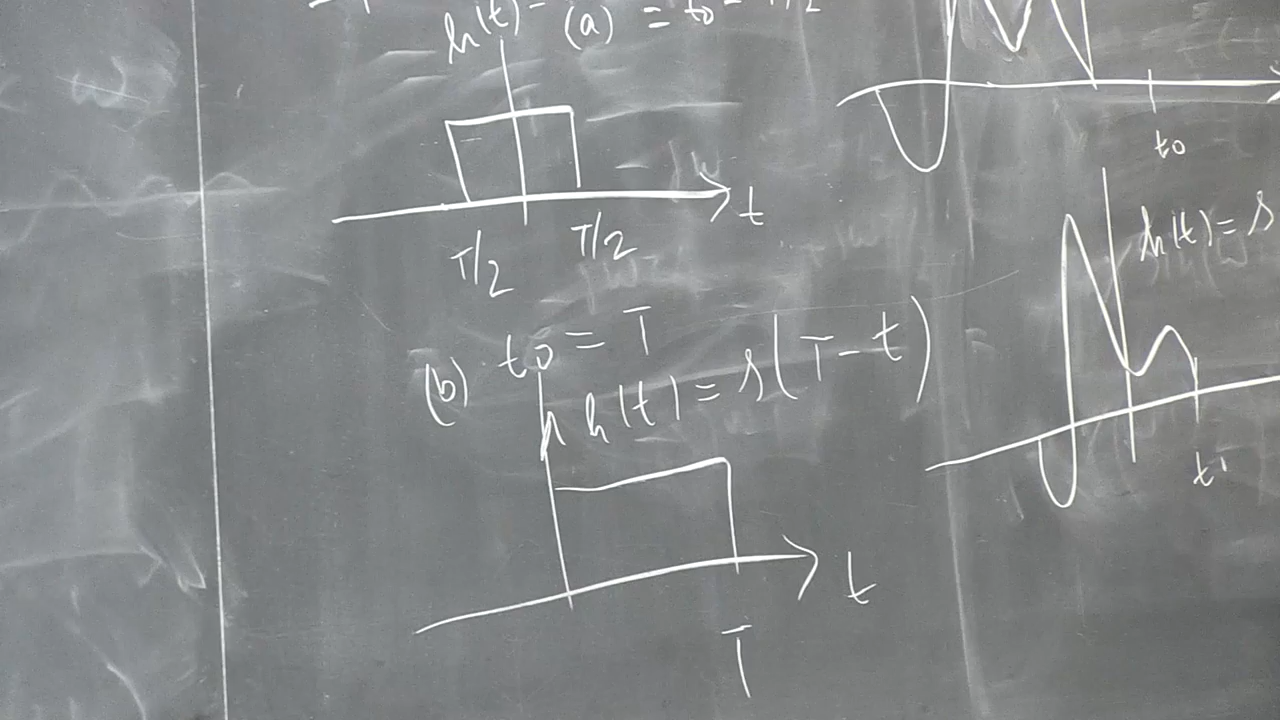 h(t)= (a) = t0 = T/2
t
T/2 T/2
(b) t0 = T
h(t) = s(T-t)
t
T
t0
h(t) = s
t'